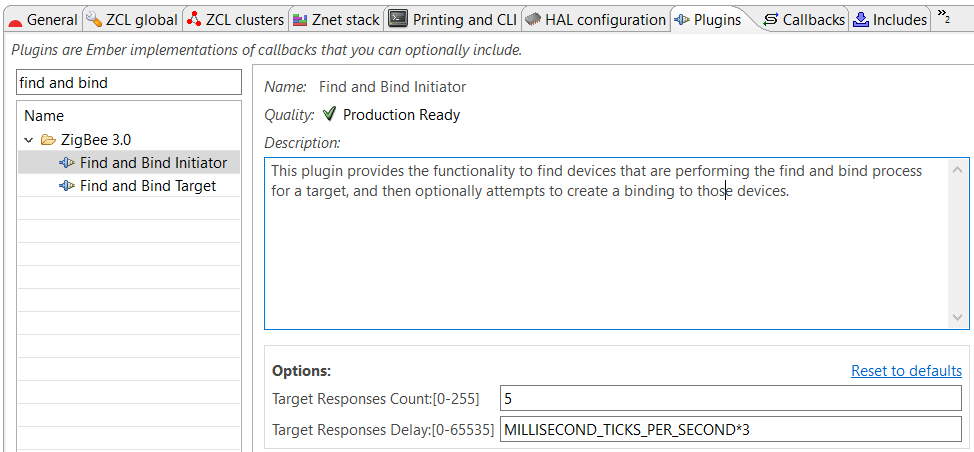 General ZCL global ZCL clusters Znet stack Printing and CLI HAL configuration Plugins Callbacks Includes »2
Plugins are Ember implementations of callbacks that you can optionally include.
find and bind
Name
ZigBee 3.0
Find and Bind Initiator
Find and Bind Target
Name: Find and Bind Initiator
Quality: Production Ready
Description:
This plugin provides the functionality to find devices that are performing the find and bind process
for a target, and then optionally attempts to create a binding to those devices.
Options: Reset to defaults
Target Responses Count:[0-255] 5
Target Responses Delay:[0-65535] MILLISECOND_TICKS_PER_SECOND*3